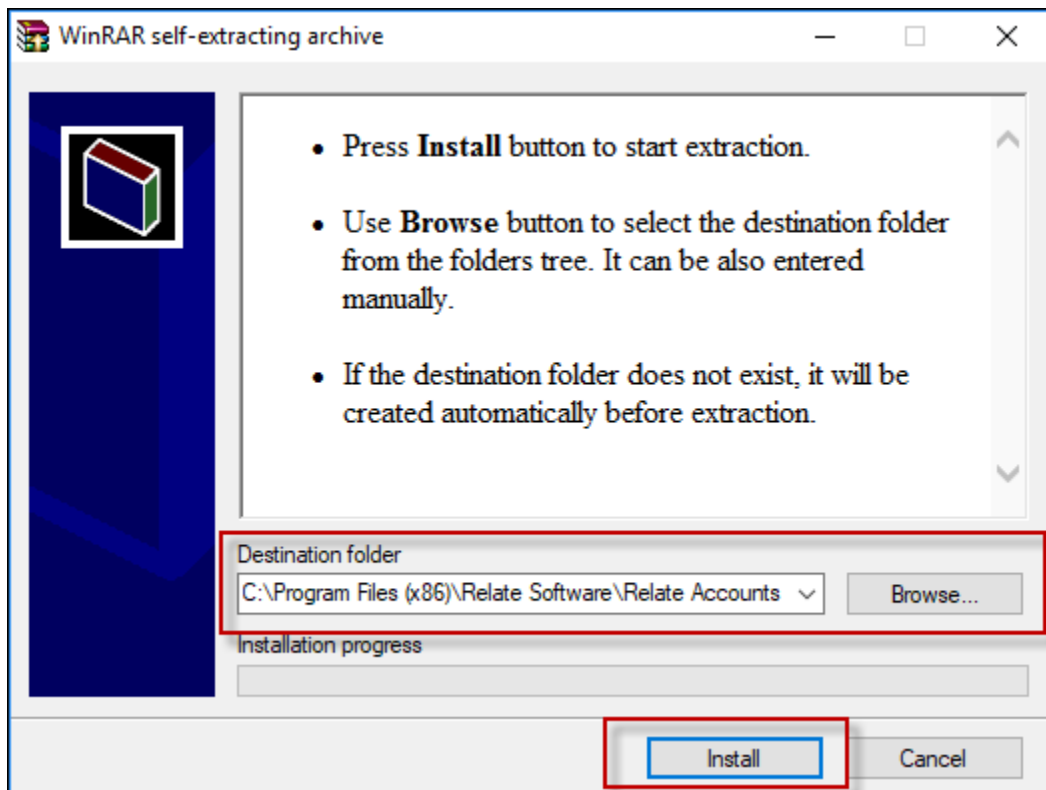 WinRAR self-extracting archive
• Press Install button to start extraction.
• Use Browse button to select the destination folder
from the folders tree. It can be also entered
manually.
• If the destination folder does not exist, it will be
created automatically before extraction.
Destination folder
C:\Program Files (x86)\Relate Software\Relate Accounts
Browse...
Installation progress
Install
Cancel